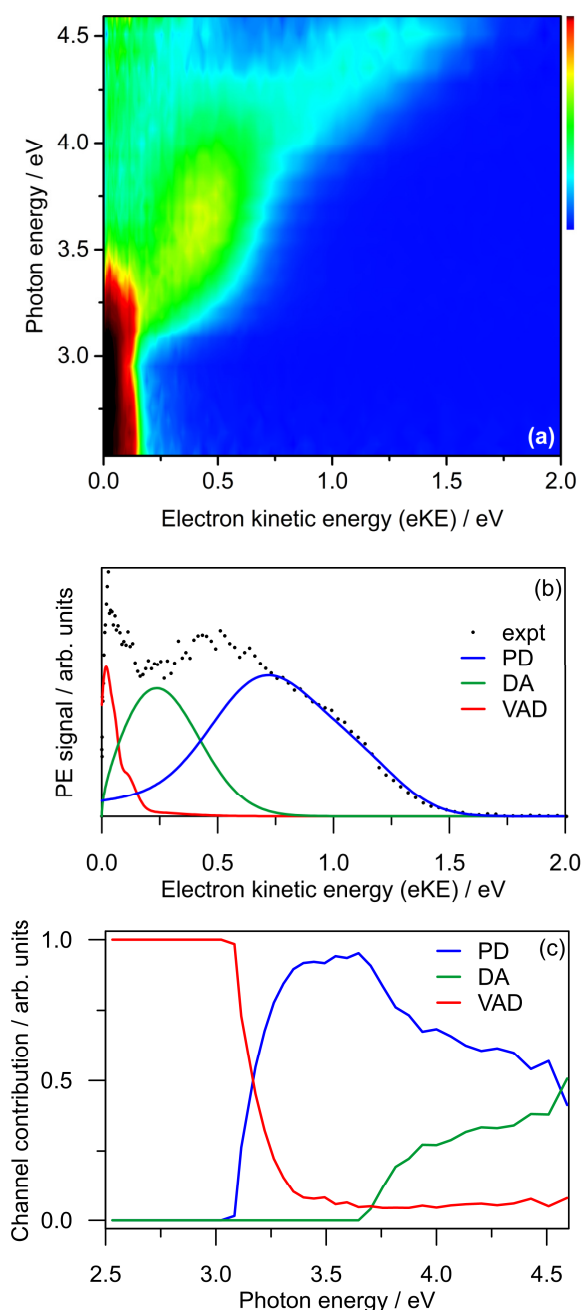 4.5
4.0
3.5
3.0
Photon energy / eV
(a)
0.0 0.5 1.0 1.5 2.0
Electron kinetic energy (eKE) / eV
(b)
expt
PD
DA
VAD
PE signal / arb. units
0.0 0.5 1.0 1.5 2.0
Electron kinetic energy (eKE) / eV
(c)
1.0
PD
DA
VAD
0.5
Channel contribution / arb. units
0.0
2.5 3.0 3.5 4.0 4.5
Photon energy / eV